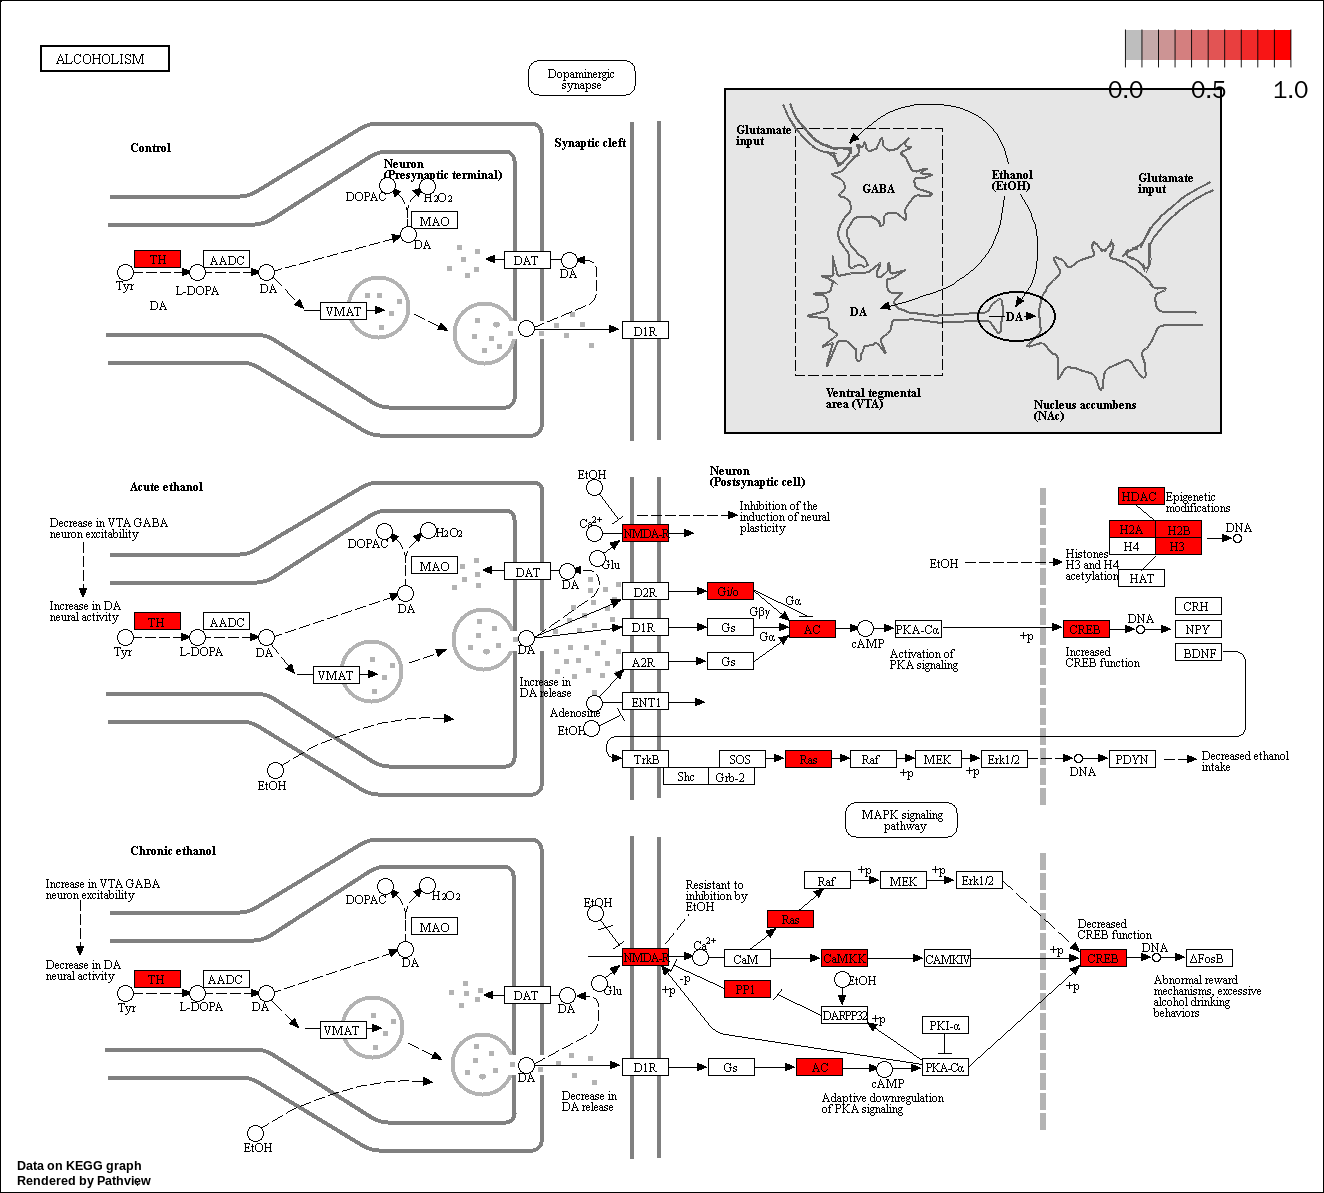 ALCOHOLISM
Dopaminergic
synapse
0.0
0.5
1.0
Control
Neuron
(Presynaptic terminal)
Synaptic cleft
DOPAC
H2O2
MAO
DA
TH
AADC
Tyr
L-DOPA
DA
DA
VMAT
DAT
DA
D1R
Glutamate
input
GABA
Ethanol
(EtOH)
Glutamate
input
DA
DA
Ventral tegmental
area (VTA)
Nucleus accumbens
(NAc)
Acute ethanol
Decrease in VTA GABA
neuron excitability
Increase in DA
neural activity
DOPAC
H2O2
MAO
DA
TH
AADC
Tyr
L-DOPA
DA
VMAT
DAT
DA
DA
Increase in
DA release
EtOH
EtOH
Ca2+
Glu
NMDA-R
Neuron
(Postsynaptic cell)
Inhibition of the
induction of neural
plasticity
D2R
Gi/o
Gα
Gβγ
D1R
Gs
Gα
AC
cAMP
PKA-Cα
Activation of
PKA signaling
+p
A2R
Gs
Adenosine
ENT1
EtOH
EtOH
HDAC
Epigenetic
modifications
H2A
H2B
H4
H3
DNA
Histones
H3 and H4
acetylation
HAT
CREB
Increased
CREB function
DNA
CRH
NPY
BDNF
TrkB
Shc
Grb-2
SOS
Ras
Raf
+p
MEK
+p
Erk1/2
DNA
PDYN
Decreased ethanol
intake
MAPK signaling
pathway
Chronic ethanol
Increase in VTA GABA
neuron excitability
Decrease in DA
neural activity
DOPAC
H2O2
MAO
DA
TH
AADC
Tyr
L-DOPA
DA
VMAT
DAT
DA
DA
Decrease in
DA release
EtOH
EtOH
Glu
NMDA-R
Resistant to
inhibition by
EtOH
Ca2+
+p
-p
CaM
Ras
Raf
+p
MEK
+p
Erk1/2
CaMKK
CAMKIV
+p
PP1
EtOH
DARPP32
+p
PKI-α
PKA-Cα
+p
D1R
Gs
AC
cAMP
Adaptive downregulation
of PKA signaling
Decreased
CREB function
CREB
DNA
ΔFosB
Abnormal reward
mechanisms, excessive
alcohol drinking
behaviors
Data on KEGG graph
Rendered by Pathview